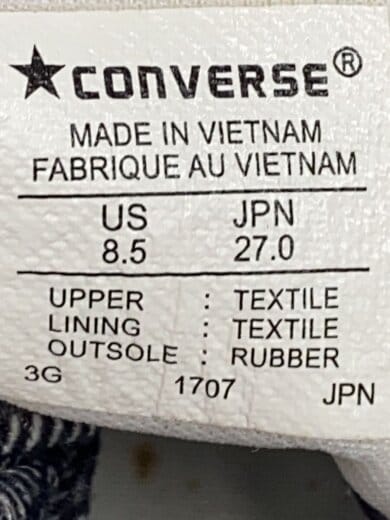 ★CONVERSE®
MADE IN VIETNAM
FABRIQUE AU VIETNAM
US JPN
8.5 27.0
UPPER : TEXTILE
LINING : TEXTILE
OUTSOLE : RUBBER
3G 1707 JPN